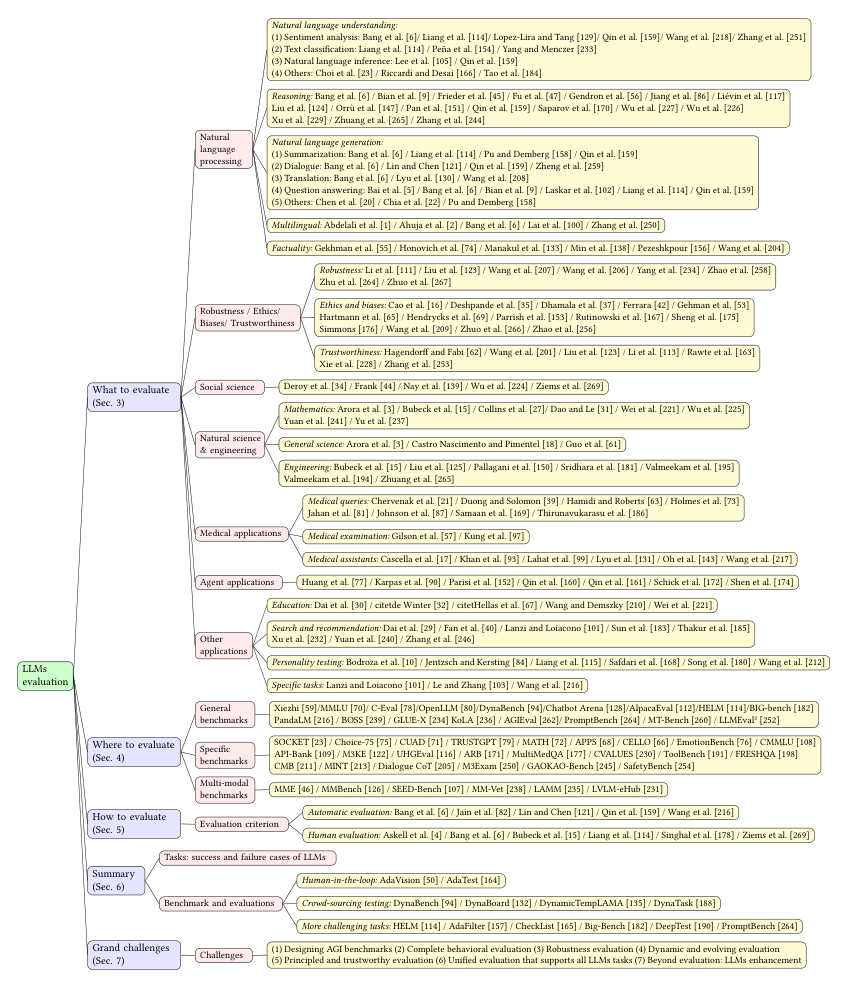 Natural language understanding:
(1) Sentiment analysis: Bang et al. [6]/ Liang et al. [114]/ Lopez-Lira and Tang [129]/ Qin et al. [159]/ Wang et al. [218]/ Zhang et al. [251]
(2) Text classification: Liang et al. [114] / Peña et al. [154] / Yang and Menczer [233]
(3) Natural language inference: Lee et al. [105] / Qin et al. [159]
(4) Others: Choi et al. [23] / Riccardi and Desai [166] / Tao et al. [184]
Reasoning: Bang et al. [6] / Bian et al. [9] / Frieder et al. [45] / Fu et al. [47] / Gendron et al. [56] / Jiang et al. [86] / Liévin et al. [117]
Liu et al. [124] / Orrù et al. [147] / Pan et al. [151] / Qin et al. [159] / Saparov et al. [170] / Wu et al. [227] / Wu et al. [226]
Xu et al. [229] / Zhuang et al. [265] / Zhang et al. [244]
Natural
language
processing
Natural language generation:
(1) Summarization: Bang et al. [6] / Liang et al. [114] / Pu and Demberg [158] / Qin et al. [159]
(2) Dialogue: Bang et al. [6] / Lin and Chen [121] / Qin et al. [159] / Zheng et al. [259]
(3) Translation: Bang et al. [6] / Lyu et al. [130] / Wang et al. [208]
(4) Question answering: Bai et al. [5] / Bang et al. [6] / Bian et al. [9] / Laskar et al. [102] / Liang et al. [114] / Qin et al. [159]
(5) Others: Chen et al. [20] / Chia et al. [22] / Pu and Demberg [158]
Multilingual: Abdelali et al. [1] / Ahuja et al. [2] / Bang et al. [6] / Lai et al. [100] / Zhang et al. [250]
Factuality: Gekhman et al. [55] / Honovich et al. [74] / Manakul et al. [133] / Min et al. [138] / Pezeshkpour [156] / Wang et al. [204]
Robustness: Li et al. [111] / Liu et al. [123] / Wang et al. [207] / Wang et al. [206] / Yang et al. [234] / Zhao et al. [258]
Zhu et al. [264] / Zhuo et al. [267]
Robustness / Ethics/
Biases/ Trustworthiness
Ethics and biases: Cao et al. [16] / Deshpande et al. [35] / Dhamala et al. [37] / Ferrara [42] / Gehman et al. [53]
Hartmann et al. [65] / Hendrycks et al. [69] / Parrish et al. [153] / Rutinowski et al. [167] / Sheng et al. [175]
Simmons [176] / Wang et al. [209] / Zhuo et al. [266] / Zhao et al. [256]
Trustworthiness: Hagendorff and Fabi [62] / Wang et al. [201] / Liu et al. [123] / Li et al. [113] / Rawte et al. [163]
Xie et al. [228] / Zhang et al. [253]
What to evaluate
(Sec. 3)
Social science
Deroy et al. [34] / Frank [44] / Nay et al. [139] / Wu et al. [224] / Ziems et al. [269]
Mathematics: Arora et al. [3] / Bubeck et al. [15] / Collins et al. [27]/ Dao and Le [31] / Wei et al. [221] / Wu et al. [225]
Yuan et al. [241] / Yu et al. [237]
Natural science
& engineering
General science: Arora et al. [3] / Castro Nascimento and Pimentel [18] / Guo et al. [61]
Engineering: Bubeck et al. [15] / Liu et al. [125] / Pallagani et al. [150] / Sridhara et al. [181] / Valmeekam et al. [195]
Valmeekam et al. [194] / Zhuang et al. [265]
Medical queries: Chervenak et al. [21] / Duong and Solomon [39] / Hamidi and Roberts [63] / Holmes et al. [73]
Jahan et al. [81] / Johnson et al. [87] / Samaan et al. [169] / Thirunavukarasu et al. [186]
Medical applications
Medical examination: Gilson et al. [57] / Kung et al. [97]
Medical assistants: Cascella et al. [17] / Khan et al. [93] / Lahat et al. [99] / Lyu et al. [131] / Oh et al. [143] / Wang et al. [217]
Agent applications
Huang et al. [77] / Karpas et al. [90] / Parisi et al. [152] / Qin et al. [160] / Qin et al. [161] / Schick et al. [172] / Shen et al. [174]
Education: Dai et al. [30] / citetde Winter [32] / citetHellas et al. [67] / Wang and Demszky [210] / Wei et al. [221]
Search and recommendation: Dai et al. [29] / Fan et al. [40] / Lanzi and Loiacono [101] / Sun et al. [183] / Thakur et al. [185]
Xu et al. [232] / Yuan et al. [240] / Zhang et al. [246]
Other
applications
Personality testing: Bodroza et al. [10] / Jentzsch and Kersting [84] / Liang et al. [115] / Safdari et al. [168] / Song et al. [180] / Wang et al. [212]
Specific tasks: Lanzi and Loiacono [101] / Le and Zhang [103] / Wang et al. [216]
LLMs
evaluation
General
benchmarks
Xiezhi [59]/MMLU [70]/ C-Eval [78]/OpenLLM [80]/DynaBench [94]/Chatbot Arena [128]/AlpacaEval [112]/HELM [114]/BIG-bench [182]
PandaLM [216] / BOSS [239] / GLUE-X [234] KoLA [236] / AGIEval [262]/ PromptBench [264] / MT-Bench [260] / LLMEval² [252]
Where to evaluate
(Sec. 4)
Specific
benchmarks
SOCKET [23] / Choice-75 [75] / CUAD [71] / TRUSTGPT [79] / MATH [72] / APPS [68] / CELLO [66] / EmotionBench [76] / CMMLU [108]
API-Bank [109] / M3KE [122] / UHGEval [116] / ARB [171] / MultiMedQA [177] / CVALUES [230] / ToolBench [191] / FRESHQA [198]
CMB [211] / MINT [213] / Dialogue CoT [205] / M3Exam [250] / GAOKAO-Bench [245] / SafetyBench [254]
Multi-modal
benchmarks
MME [46] / MMBench [126] / SEED-Bench [107] / MM-Vet [238] / LAMM [235] / LVLM-eHub [231]
How to evaluate
(Sec. 5)
Evaluation criterion
Automatic evaluation: Bang et al. [6] / Jain et al. [82] / Lin and Chen [121] / Qin et al. [159] / Wang et al. [216]
Human evaluation: Askell et al. [4] / Bang et al. [6] / Bubeck et al. [15] / Liang et al. [114] / Singhal et al. [178] / Ziems et al. [269]
Summary
(Sec. 6)
Tasks: success and failure cases of LLMs
Benchmark and evaluations
Human-in-the-loop: AdaVision [50] / AdaTest [164]
Crowd-sourcing testing: DynaBench [94] / DynaBoard [132] / DynamicTempLAMA [135] / DynaTask [188]
More challenging tasks: HELM [114] / AdaFilter [157] / CheckList [165] / Big-Bench [182] / DeepTest [190] / PromptBench [264]
Grand challenges
(Sec. 7)
Challenges
(1) Designing AGI benchmarks (2) Complete behavioral evaluation (3) Robustness evaluation (4) Dynamic and evolving evaluation
(5) Principled and trustworthy evaluation (6) Unified evaluation that supports all LLMs tasks (7) Beyond evaluation: LLMs enhancement